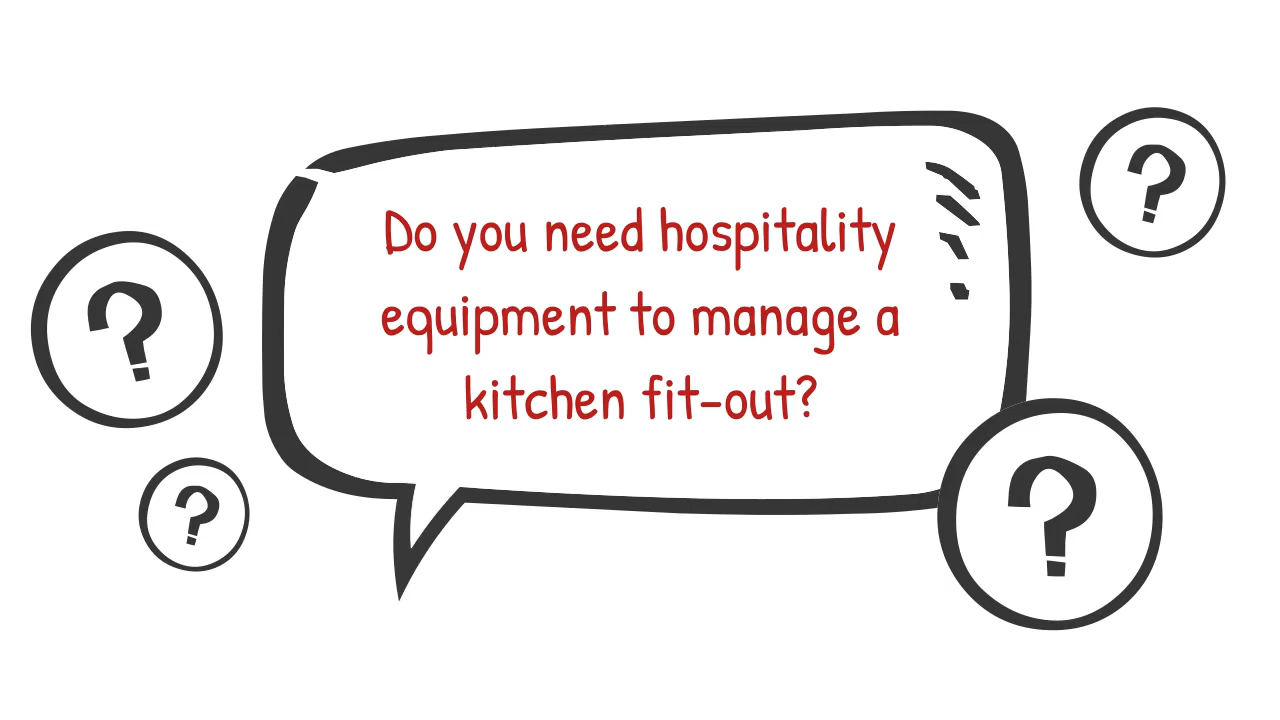 Do you need hospitality
equipment to manage a
kitchen fit-out?
?
?
?
?